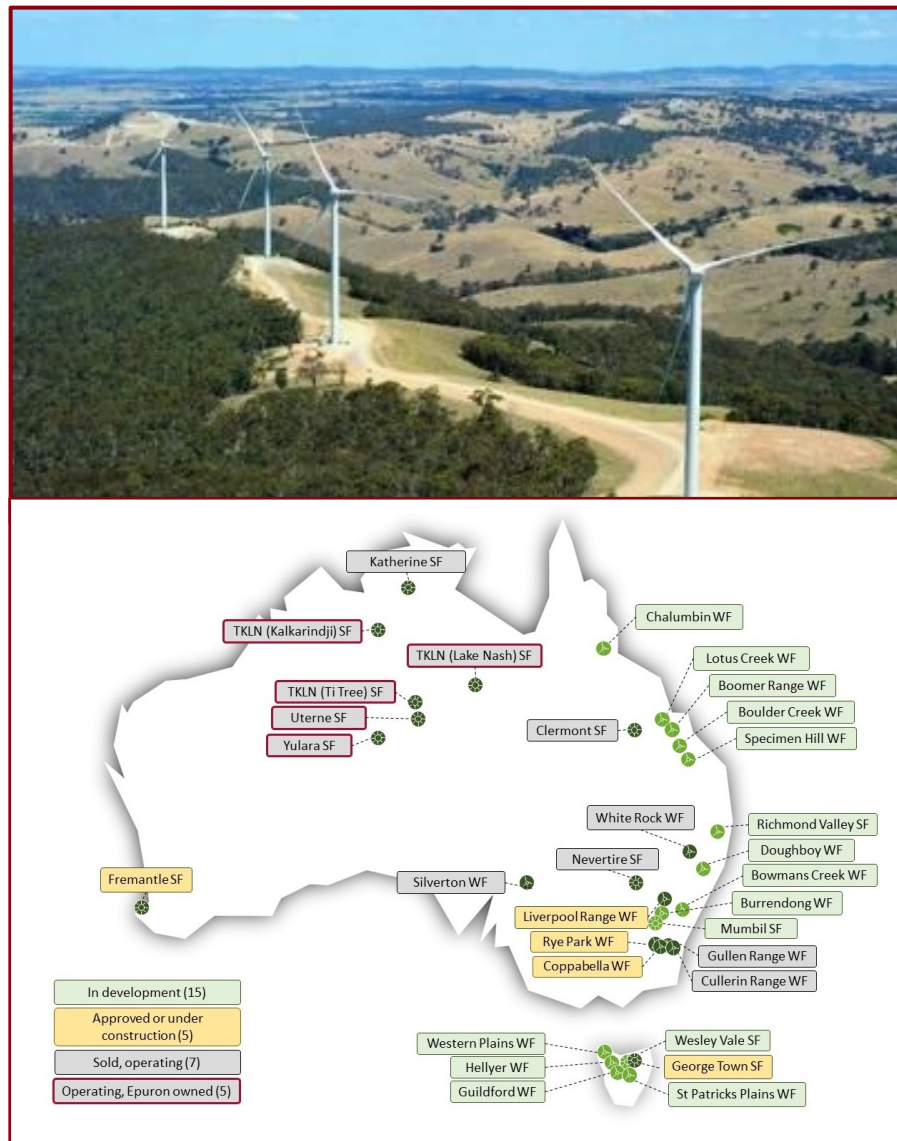 Katherine SF
TKLN (Kalkarindji) SF
TKLN (Lake Nash) SF
TKLN (Ti Tree) SF
Uterne SF
Yulara SF
Chalumbin WF
Lotus Creek WF
Boomer Range WF
Boulder Creek WF
Specimen Hill WF
Clermont SF
White Rock WF
Richmond Valley SF
Nevertire SF
Doughboy WF
Fremantle SF
Silverton WF
Bowmans Creek WF
Liverpool Range WF
Burrendong WF
Rye Park WF
Mumbil SF
Coppabella WF
Gullen Range WF
Cullerin Range WF
In development (15)
Approved or under
construction (5)
Sold, operating (7)
Operating, Epuron owned (5)
Western Plains WF
Wesley Vale SF
Hellyer WF
George Town SF
Guildford WF
St Patricks Plains WF